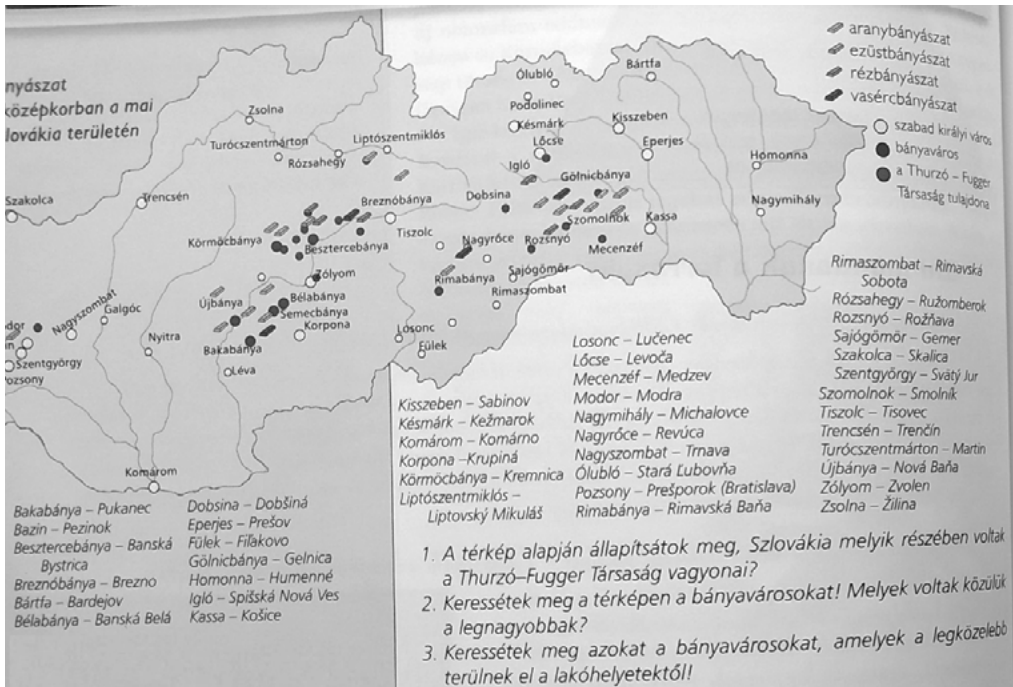 nyászat
középkorban a mai
lovákia területén
aranybányászat
ezüstbányászat
rézbányászat
vasércbányászat
szabad királyi város
bányaváros
a Thurzó – Fugger
Társaság tulajdona
Ólubló
Bártfa
Podolinec
Késmárk
Kisszeben
Zsolna
Turócszentmárton
Liptószentmiklós
Rózsahegy
Lőcse
Igló
Eperjes
Homonna
Gölnicbánya
Szakolca
Trencsén
Breznóbánya
Dobsina
Nagymihály
Körmöcbánya
Besztercebánya
Tiszolc
Nagyrőce
Szomolnok
Kassa
Rozsnyó
Mecenzéf
Zólyom
Rimabánya
Sajógömör
Rimaszombat
Újbánya
Bélabánya
Semecbánya
Korpona
Nagyszombat
Galgóc
Nyitra
Bakabánya
Losonc
Fülek
dor
in
Szentgyörgy
ozsony
Léva
Komárom
Bakabánya – Pukanec
Bazin – Pezinok
Besztercebánya – Banská
Bystrica
Breznóbánya – Brezno
Bártfa – Bardejov
Bélabánya – Banská Belá
Dobsina – Dobšiná
Eperjes – Prešov
Fülek – Fiľakovo
Gölnicbánya – Gelnica
Homonna – Humenné
Igló – Spišská Nová Ves
Kassa – Košice
Kisszeben – Sabinov
Késmárk – Kežmarok
Komárom – Komárno
Korpona –Krupiná
Körmöcbánya – Kremnica
Liptószentmiklós –
Liptovský Mikuláš
Losonc – Lučenec
Lőcse – Levoča
Mecenzéf – Medzev
Modor – Modra
Nagymihály – Michalovce
Nagyrőce – Revúca
Nagyszombat – Trnava
Ólubló – Stará Ľubovňa
Pozsony – Prešporok (Bratislava)
Rimabánya – Rimavská Baňa
Rimaszombat – Rimavská
Sobota
Rózsahegy – Ružomberok
Rozsnyó – Rožňava
Sajógömör – Gemer
Szakolca – Skalica
Szentgyörgy – Svätý Jur
Szomolnok – Smolník
Tiszolc – Tisovec
Trencsén – Trenčín
Turócszentmárton – Martin
Újbánya – Nová Baňa
Zólyom – Zvolen
Zsolna – Žilina
1. A térkép alapján állapítsátok meg, Szlovákia melyik részében voltak
a Thurzó–Fugger Társaság vagyonai?
2. Keressétek meg a térképen a bányavárosokat! Melyek voltak közülük
a legnagyobbak?
3. Keressétek meg azokat a bányavárosokat, amelyek a legközelebb
terülnek el a lakóhelyetektől!